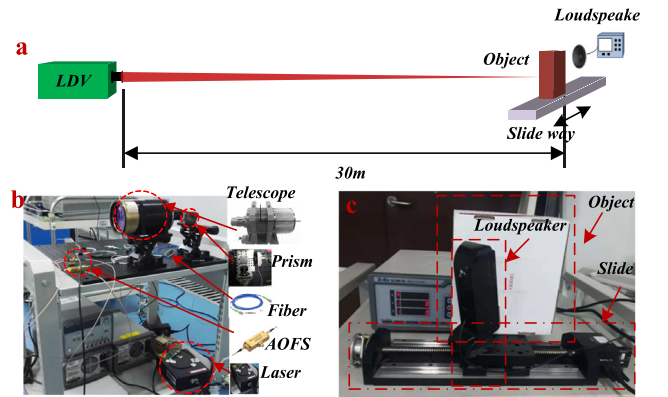 a
Loudspeake
Object
LDV
Slide way
30m
b
Telescope
Prism
Fiber
AOFS
Laser
c
Object
Loudspeaker
Slide